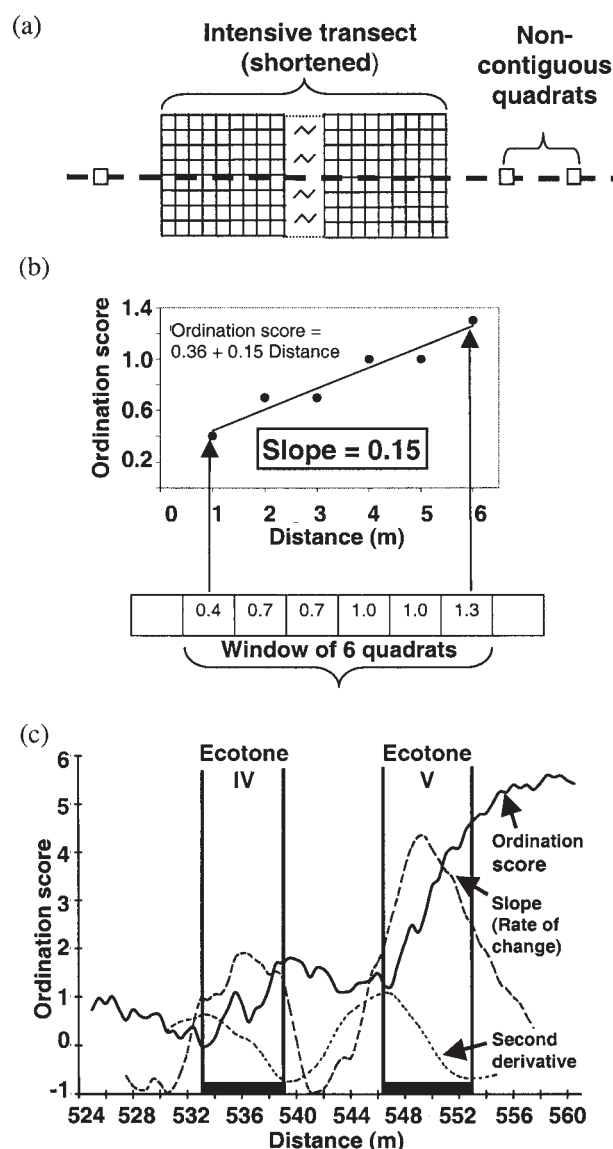 (a)
Intensive transect
(shortened)
Non-
contiguous
quadrats
(b)
Ordination score
1.4
1.0
0.6
0.2
Ordination score =
0.36 + 0.15 Distance
Slope = 0.15
0 1 2 3 4 5 6
Distance (m)
0.4 0.7 0.7 1.0 1.0 1.3
Window of 6 quadrats
(c)
Ordination score
6
5
4
3
2
1
0
-1
Ecotone
IV
Ecotone
V
Ordination
score
Slope
(Rate of
change)
Second
derivative
524 528 532 536 540 544 548 552 556 560
Distance (m)